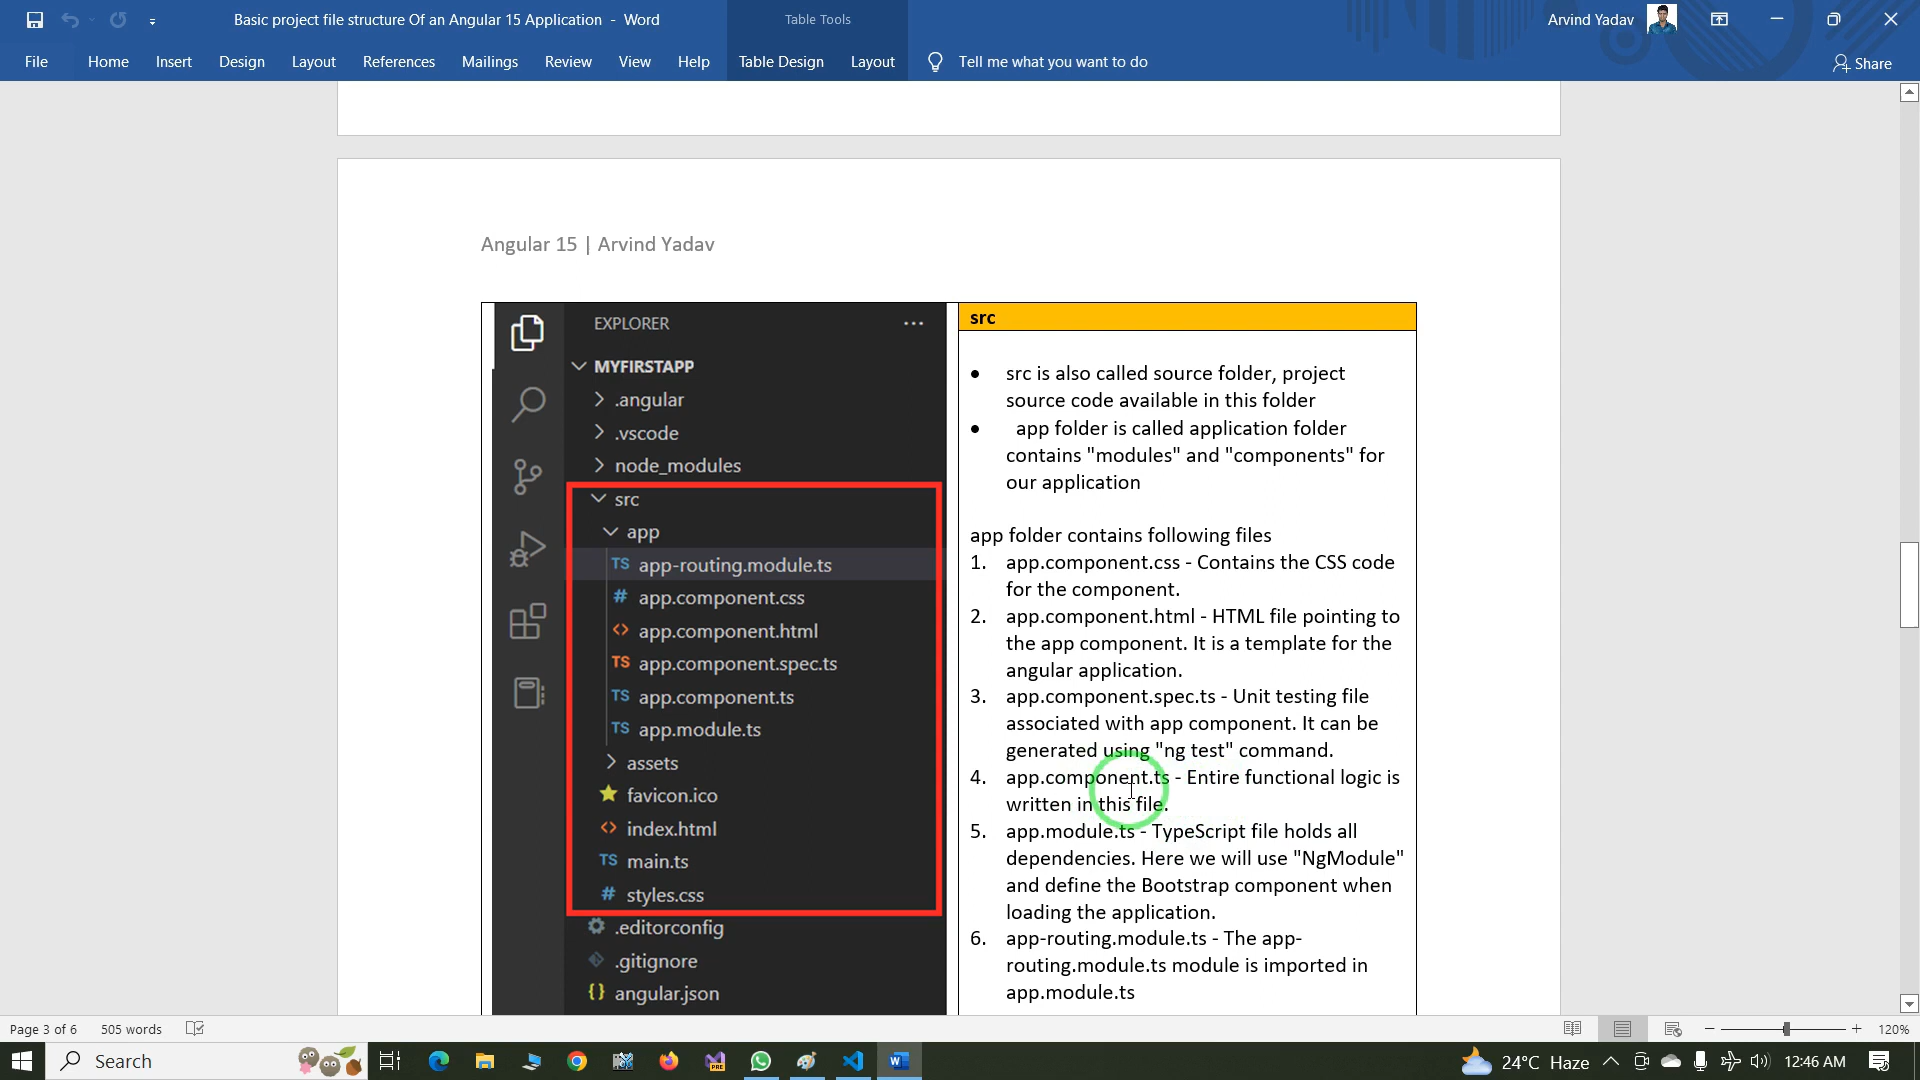 Basic project file structure Of an Angular 15 Application - Word
Table Tools
Arvind Yadav
File Home Insert Design Layout References Mailings Review View Help Table Design Layout Tell me what you want to do
Share
Angular 15 | Arvind Yadav
EXPLORER
MYFIRSTAPP
.angular
.vscode
node_modules
src
app
TS app-routing.module.ts
# app.component.css
<> app.component.html
TS app.component.spec.ts
TS app.component.ts
TS app.module.ts
assets
favicon.ico
<> index.html
TS main.ts
# styles.css
.editorconfig
.gitignore
{} angular.json
src
• src is also called source folder, project
source code available in this folder
• app folder is called application folder
contains "modules" and "components" for
our application
app folder contains following files
1. app.component.css - Contains the CSS code
for the component.
2. app.component.html - HTML file pointing to
the app component. It is a template for the
angular application.
3. app.component.spec.ts - Unit testing file
associated with app component. It can be
generated using "ng test" command.
4. app.component.ts - Entire functional logic is
written in this file.
5. app.module.ts - TypeScript file holds all
dependencies. Here we will use "NgModule"
and define the Bootstrap component when
loading the application.
6. app-routing.module.ts - The app-
routing.module.ts module is imported in
app.module.ts
Page 3 of 6 505 words
120%
Search
24°C Haze
12:46 AM